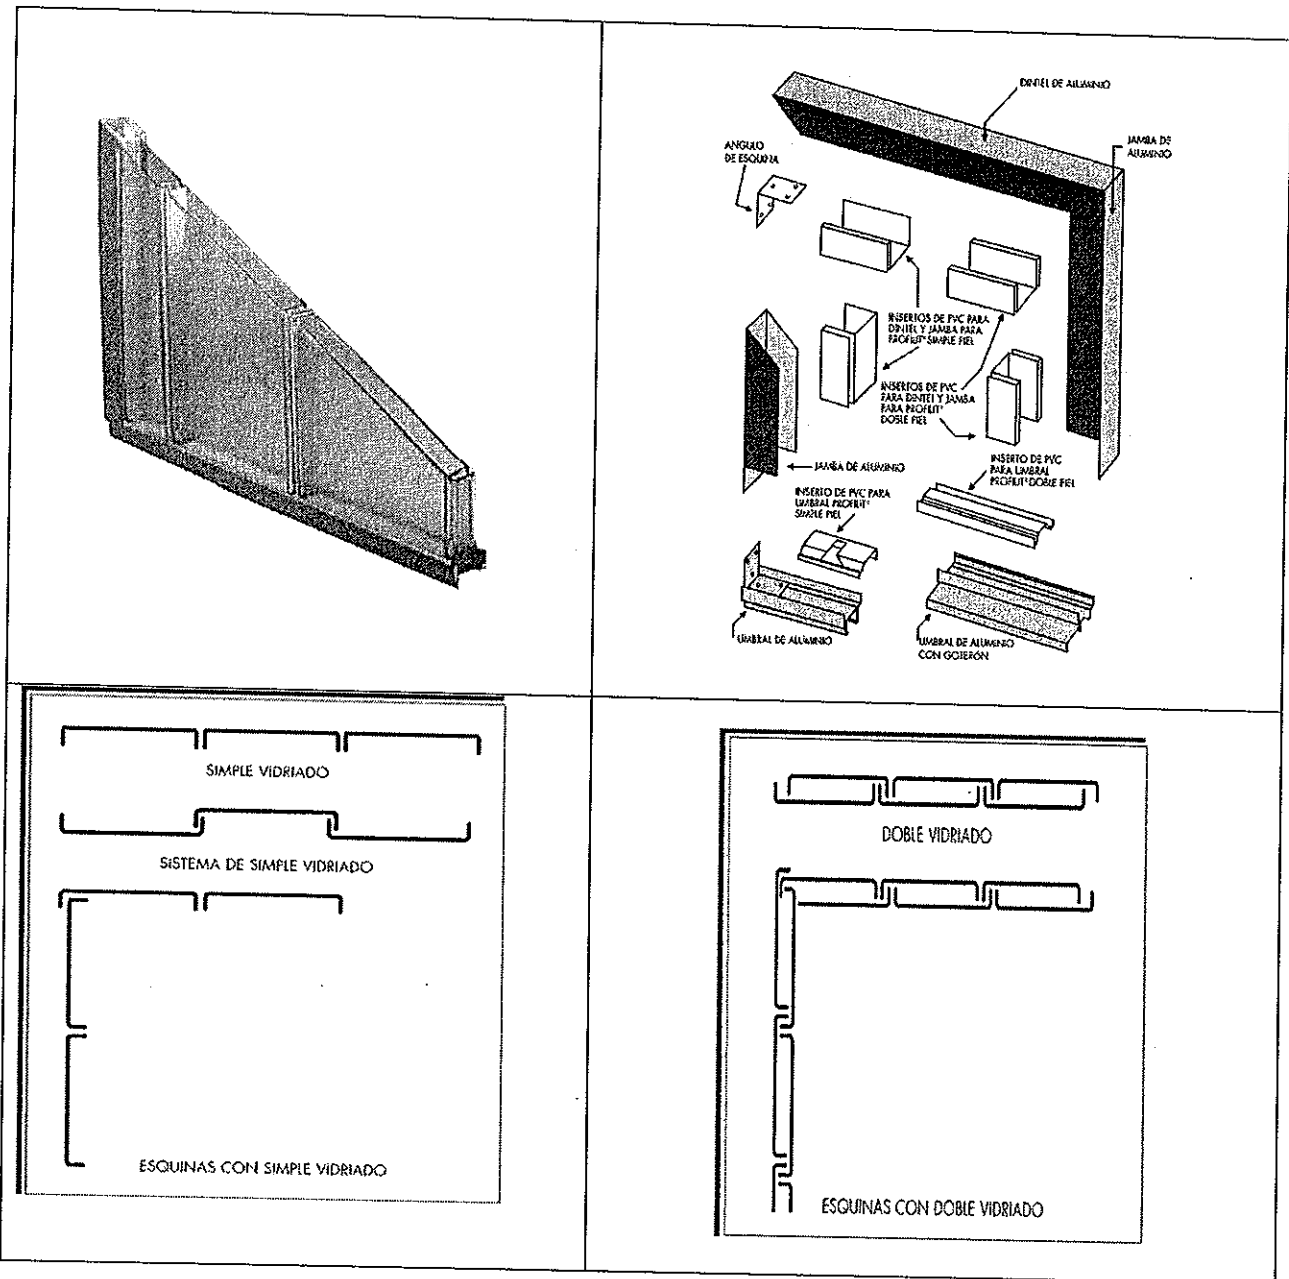 DINTEL DE ALUMINIO
JAMBA DE
ALUMINIO
ANGULO
DE ESQUINA
INSERTOS DE PVC PARA
DINTEL Y JAMBA PARA
PROFILIT° SIMPLE PIEL
INSERTOS DE PVC
PARA DINTEL Y JAMBA
PARA PROFILIT°
DOBLE PIEL
JAMBA DE ALUMINIO
INSERTO DE PVC
PARA UMBRAL
PROFILIT° DOBLE PIEL
INSERTO DE PVC PARA
UMBRAL PROFILIT°
SIMPLE PIEL
UMBRAL DE ALUMINIO
UMBRAL DE ALUMINIO
CON GOTERÓN
SIMPLE VIDRIADO
SISTEMA DE SIMPLE VIDRIADO
ESQUINAS CON SIMPLE VIDRIADO
DOBLE VIDRIADO
ESQUINAS CON DOBLE VIDRIADO